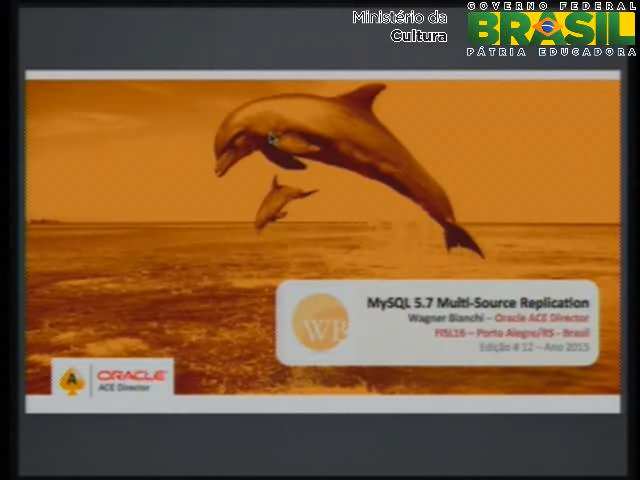 Ministério da
Cultura
GOVERNO FEDERAL
BRASIL
PÁTRIA EDUCADORA
MySQL 5.7 Multi-Source Replication
Wagner Bianchi – Oracle ACE Director
FISL16 – Porto Alegre/RS - Brasil
Edição # 12 – Ano 2015
WB
A
ORACLE
ACE Director